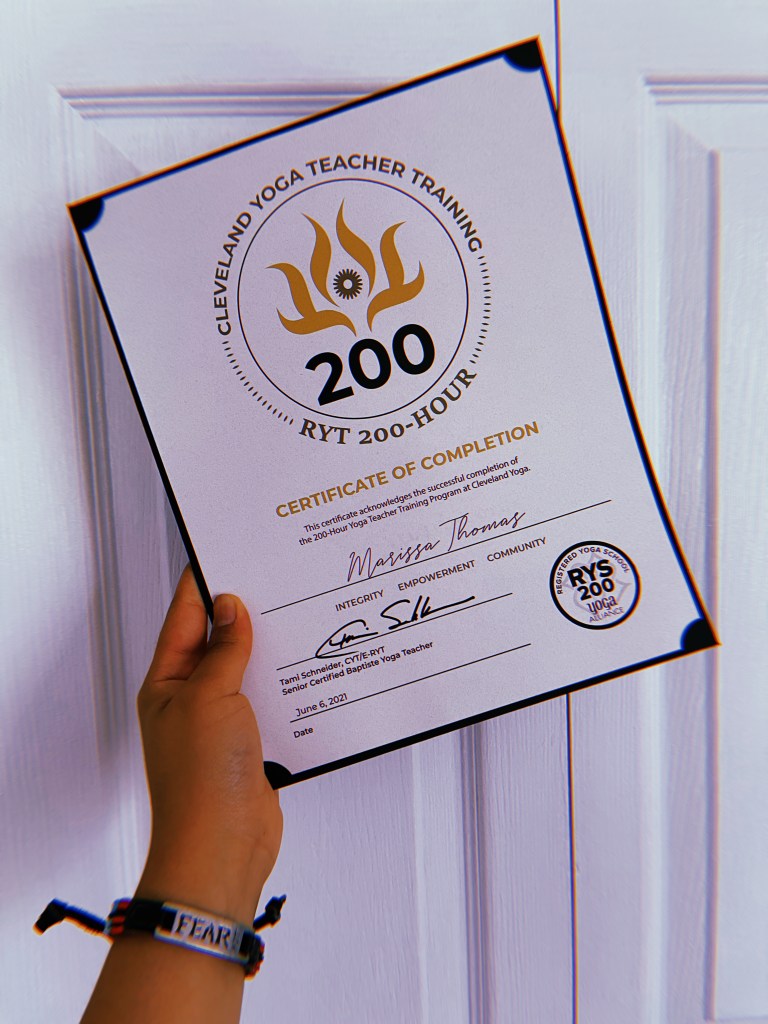 CLEVELAND YOGA TEACHER TRAINING
200
RYT 200-HOUR
CERTIFICATE OF COMPLETION
This certificate acknowledges the successful completion of
the 200-Hour Yoga Teacher Training Program at Cleveland Yoga.
Marissa Thomas
INTEGRITY EMPOWERMENT COMMUNITY
REGISTERED YOGA SCHOOL
RYS
200
yoga
ALLIANCE
Tami Schneider, CYT/E-RYT
Senior Certified Baptiste Yoga Teacher
June 6, 2021
Date